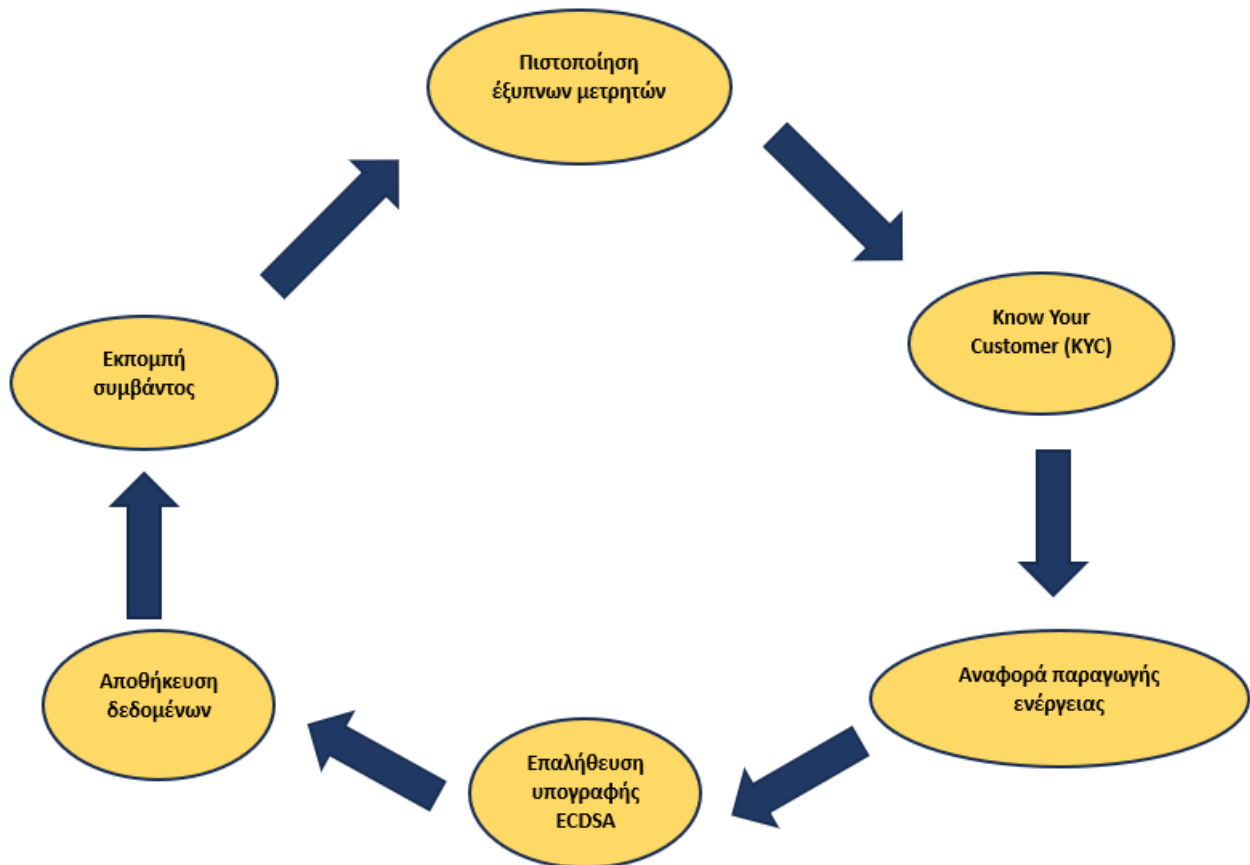 Πιστοποίηση
έξυπνων μετρητών
Know Your
Customer (KYC)
Αναφορά παραγωγής
ενέργειας
Επαλήθευση
υπογραφής
ECDSA
Αποθήκευση
δεδομένων
Εκπομπή
συμβάντος